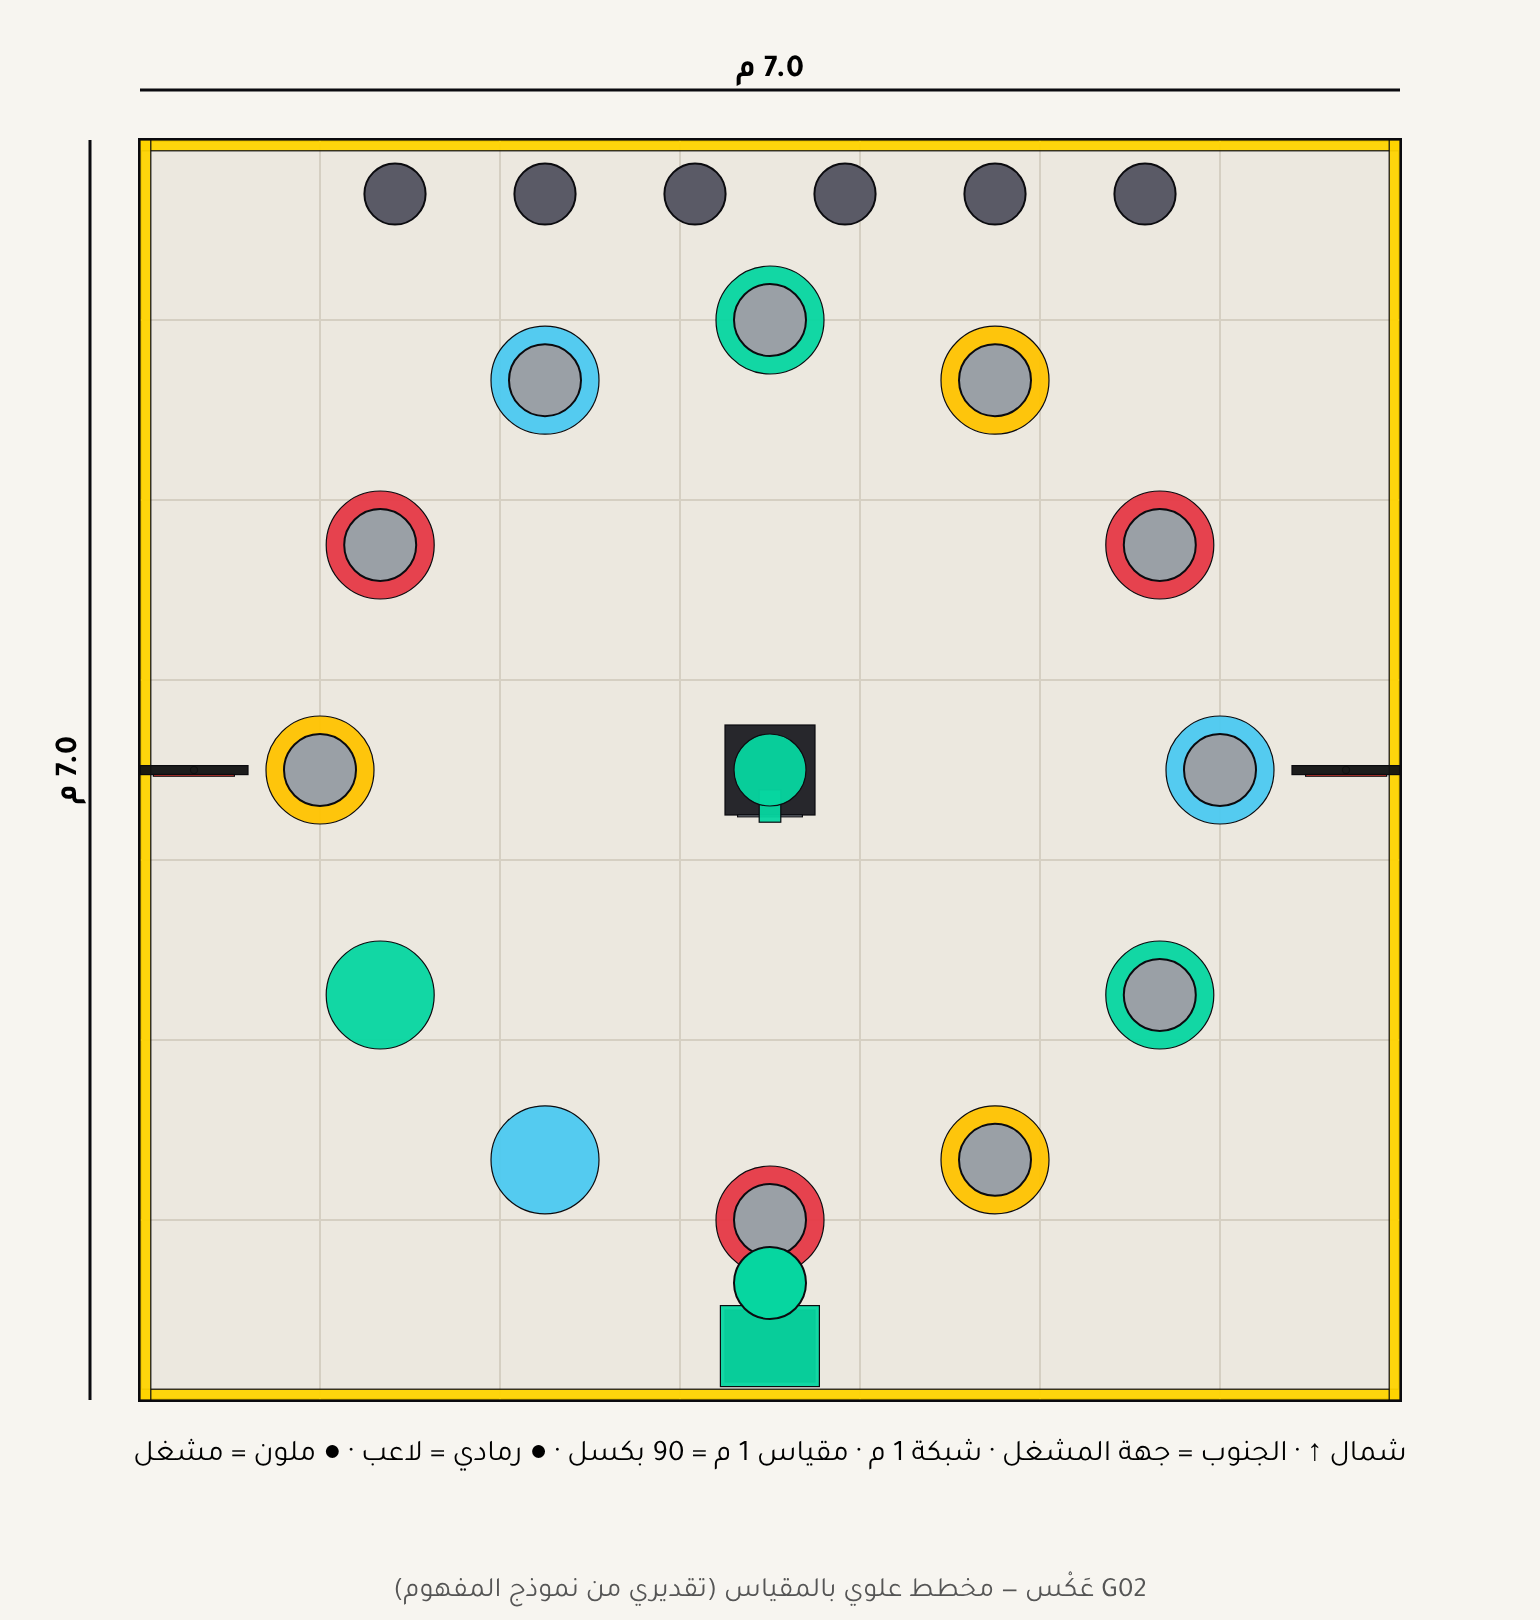 7.0 م
7.0 م
شمال ↑ · الجنوب = جهة المشغل · شبكة 1 م · مقياس 1 م = 90 بكسل · ● رمادي = لاعب · ● ملون = مشغل
G02 عَكْس — مخطط علوي بالمقياس (تقديري من نموذج المفهوم)